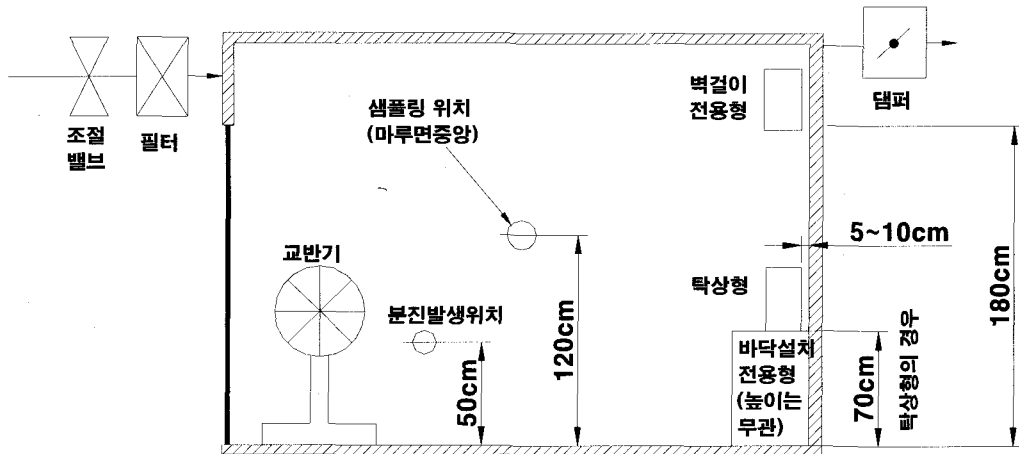 조절
밸브
필터
샘플링 위치
(마루면중앙)
벽걸이
전용형
댐퍼
교반기
분진발생위치
50cm
120cm
5~10cm
탁상형
바닥설치
전용형
(높이는
무관)
70cm
탁상형의 경우
180cm